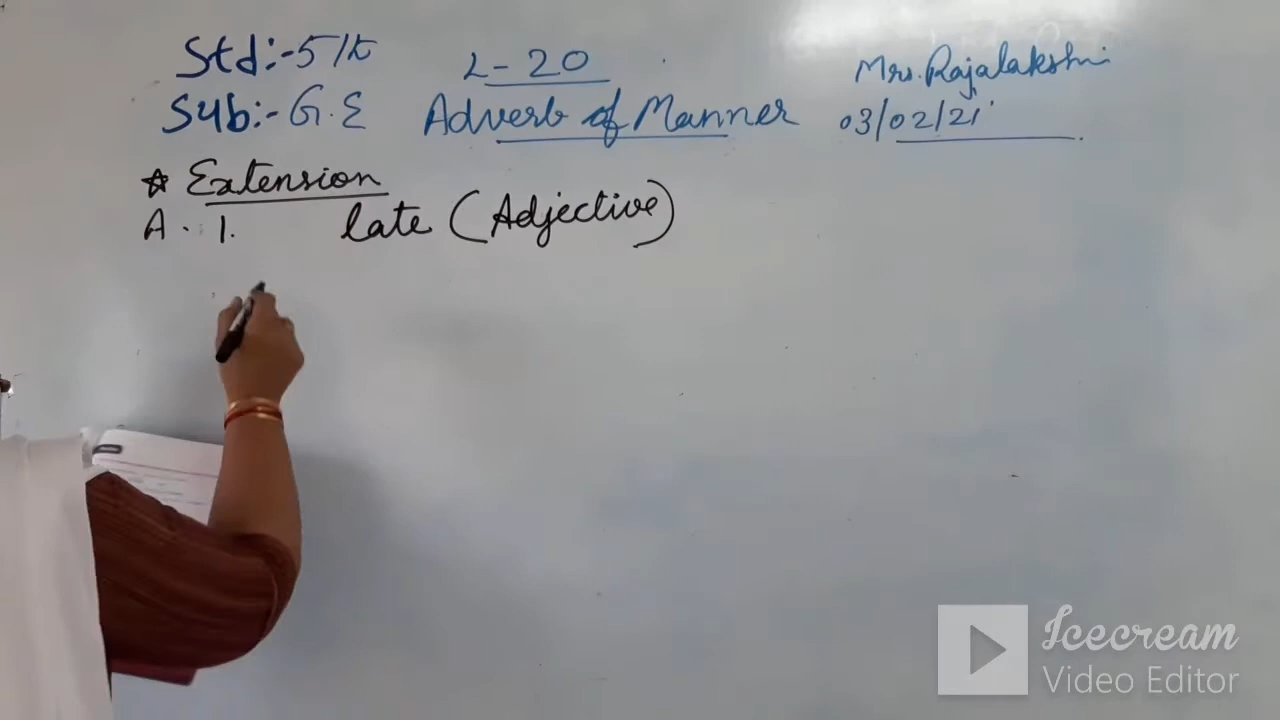 Std:-5th L-20 Mrs. Rajalakshmi
Sub:- G.E Adverb of Manner 03/02/21
☆ Extension
A. 1. late (Adjective)
Icecream
Video Editor